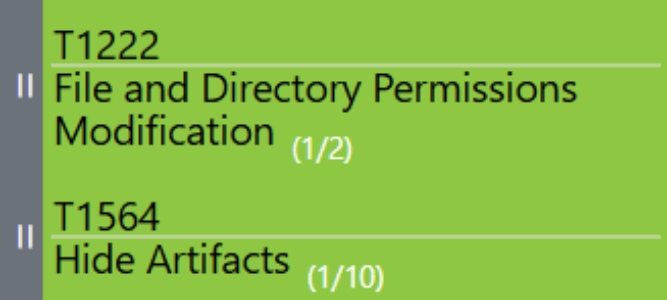 T1222
File and Directory Permissions
Modification (1/2)
T1564
Hide Artifacts (1/10)